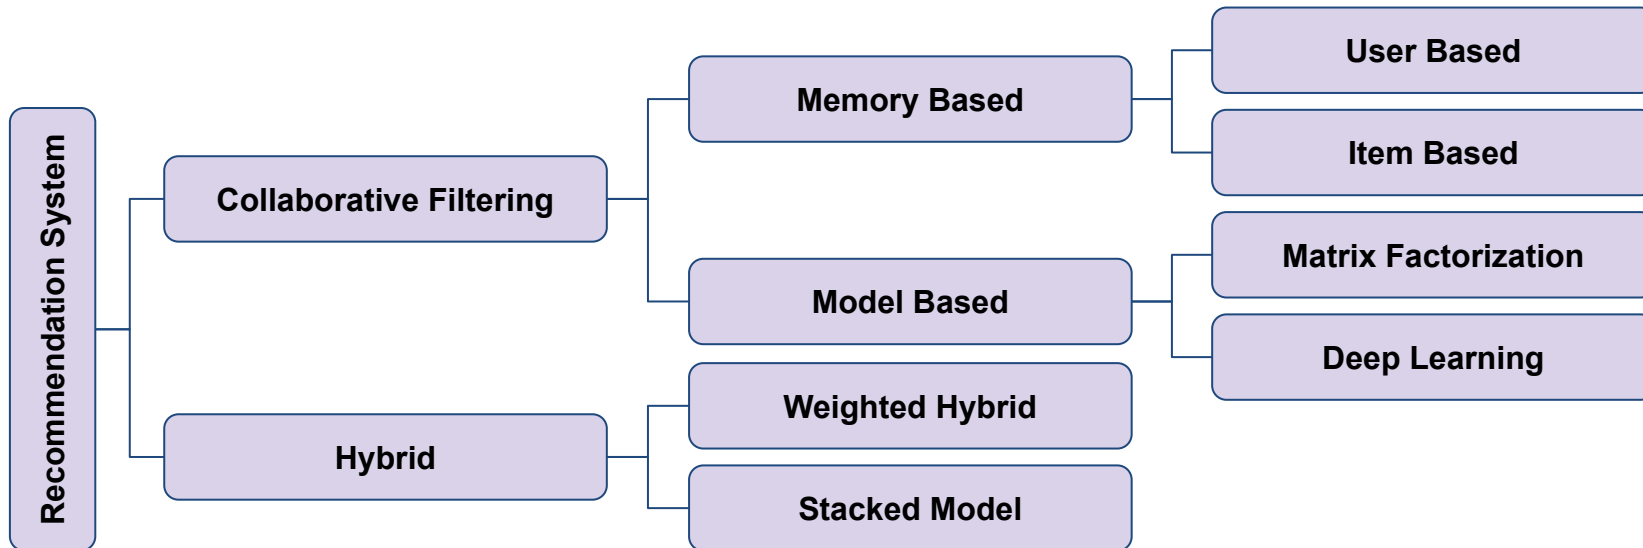 Recommendation System
Collaborative Filtering
Memory Based
User Based
Item Based
Model Based
Matrix Factorization
Deep Learning
Hybrid
Weighted Hybrid
Stacked Model